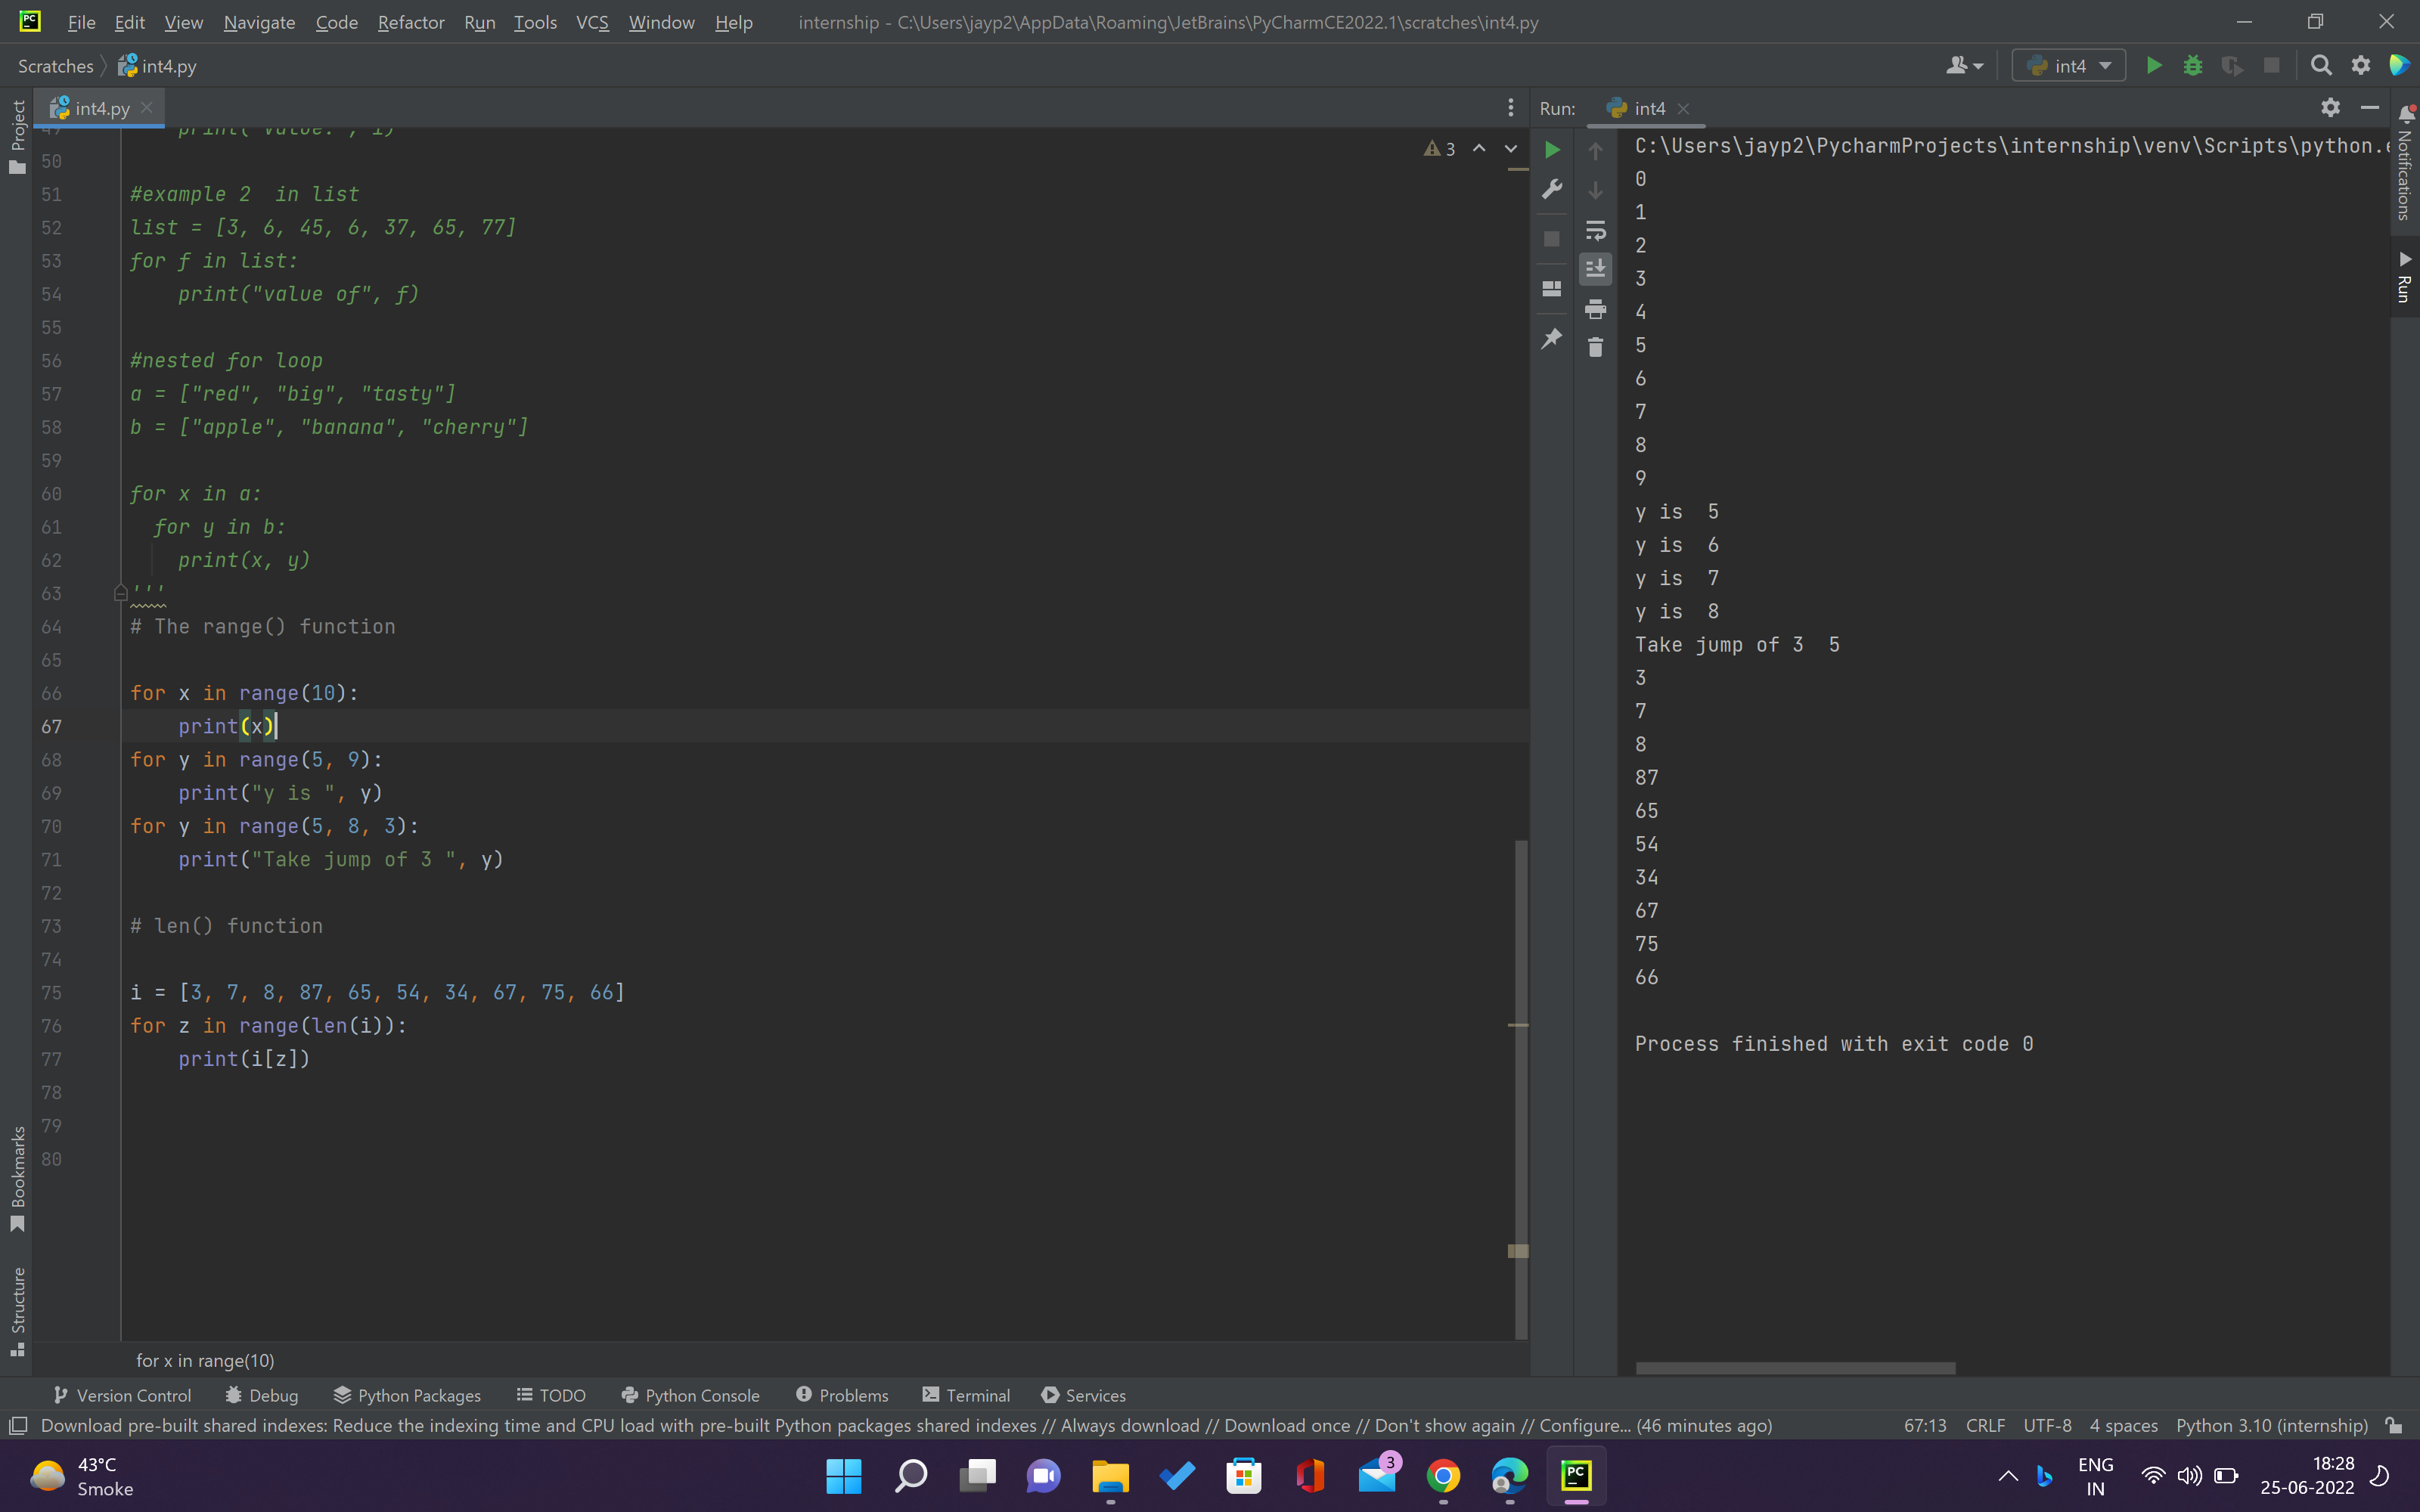 File Edit View Navigate Code Refactor Run Tools VCS Window Help internship - C:\Users\jayp2\AppData\Roaming\JetBrains\PyCharmCE2022.1\scratches\int4.py
Scratches int4.py int4
int4.py
Run: int4
Project
Bookmarks
Structure
Notifications
Run
3
50
51 #example 2  in list
52 list = [3, 6, 45, 6, 37, 65, 77]
53 for f in list:
54     print("value of", f)
55
56 #nested for loop
57 a = ["red", "big", "tasty"]
58 b = ["apple", "banana", "cherry"]
59
60 for x in a:
61   for y in b:
62     print(x, y)
63 '''
64 # The range() function
65
66 for x in range(10):
67     print(x)
68 for y in range(5, 9):
69     print("y is ", y)
70 for y in range(5, 8, 3):
71     print("Take jump of 3 ", y)
72
73 # len() function
74
75 i = [3, 7, 8, 87, 65, 54, 34, 67, 75, 66]
76 for z in range(len(i)):
77     print(i[z])
78
79
80
for x in range(10)
C:\Users\jayp2\PycharmProjects\internship\venv\Scripts\python.
0
1
2
3
4
5
6
7
8
9
y is  5
y is  6
y is  7
y is  8
Take jump of 3  5
3
7
8
87
65
54
34
67
75
66
Process finished with exit code 0
Version Control Debug Python Packages TODO Python Console Problems Terminal Services
Download pre-built shared indexes: Reduce the indexing time and CPU load with pre-built Python packages shared indexes // Always download // Download once // Don't show again // Configure... (46 minutes ago) 67:13 CRLF UTF-8 4 spaces Python 3.10 (internship)
43°C
Smoke
3
PC
ENG
IN
18:28
25-06-2022